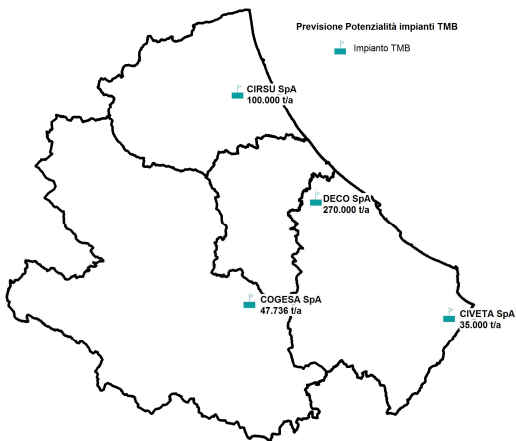 Previsione Potenzialità impianti TMB
Impianto TMB
CIRSU SpA
100.000 t/a
DECO SpA
270.000 t/a
COGESA SpA
47.736 t/a
CIVETA SpA
35.000 t/a